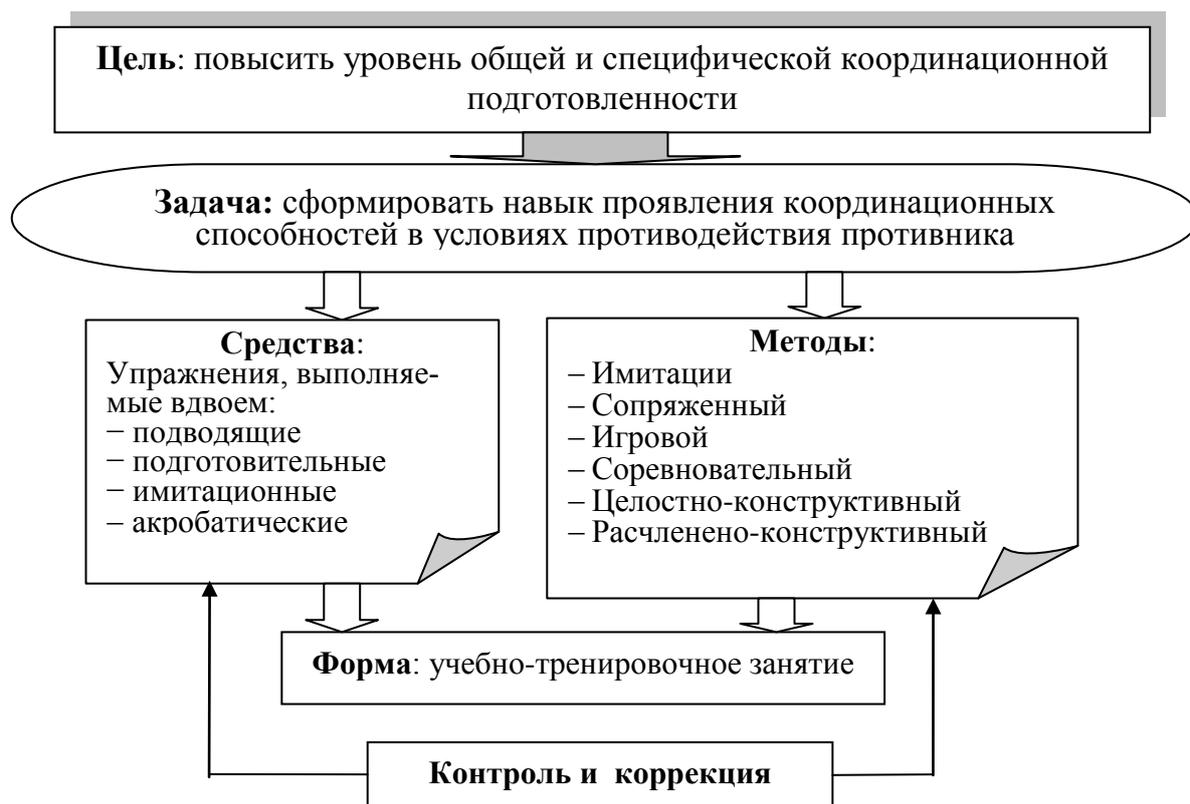 Цель: повысить уровень общей и специфической координационной
подготовленности
Задача: сформировать навык проявления координационных
способностей в условиях противодействия противника
Средства:
Упражнения, выполняе-
мые вдвоем:
− подводящие
− подготовительные
− имитационные
− акробатические
Методы:
– Имитации
– Сопряженный
– Игровой
– Соревновательный
– Целостно-конструктивный
– Расчленено-конструктивный
Форма: учебно-тренировочное занятие
Контроль и коррекция